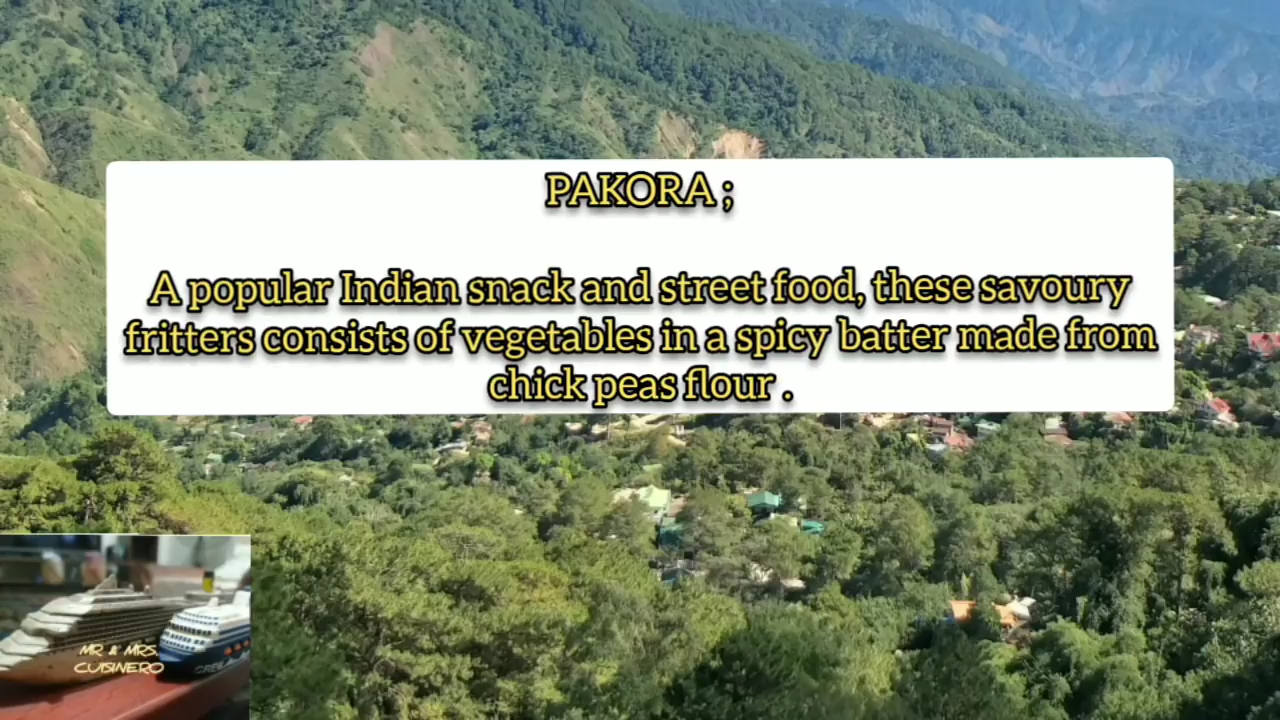 PAKORA ;
A popular Indian snack and street food, these savoury
fritters consists of vegetables in a spicy batter made from
chick peas flour .
MR & MRS.
CUISINERO